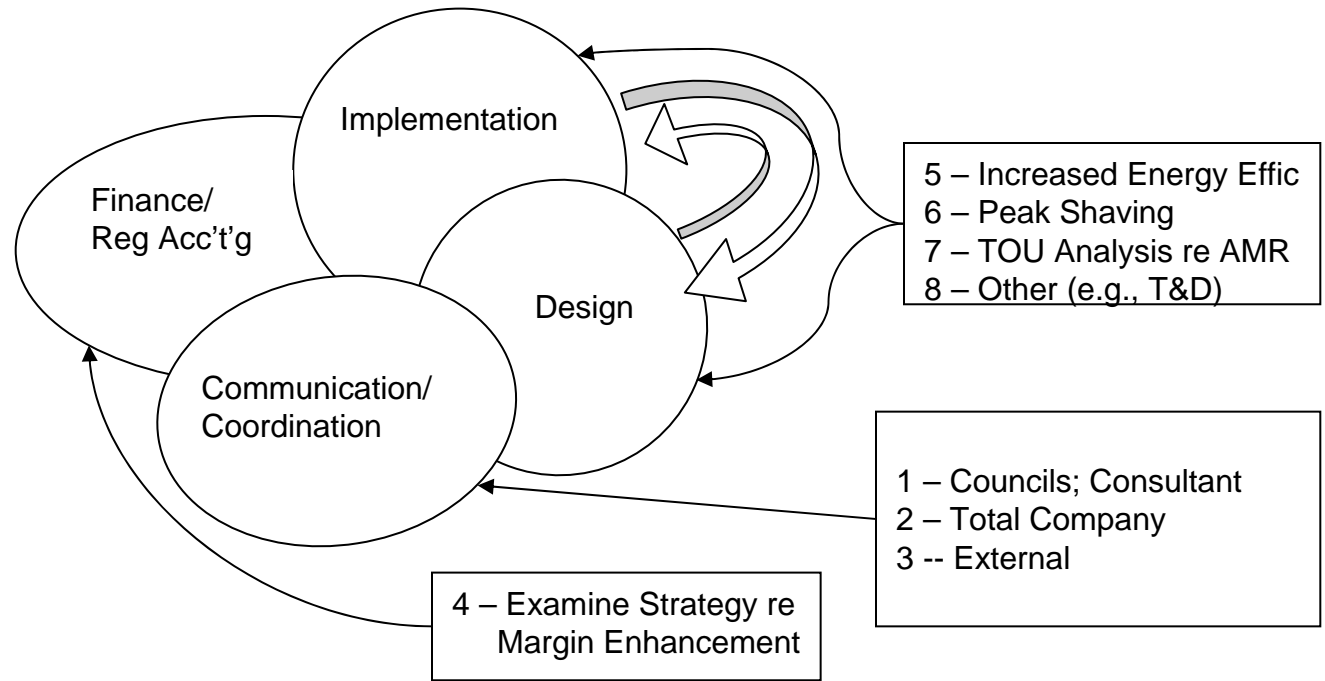 Implementation
Finance/
Reg Acc't'g
Design
Communication/
Coordination
5 – Increased Energy Effic
6 – Peak Shaving
7 – TOU Analysis re AMR
8 – Other (e.g., T&D)
1 – Councils; Consultant
2 – Total Company
3 -- External
4 – Examine Strategy re
Margin Enhancement